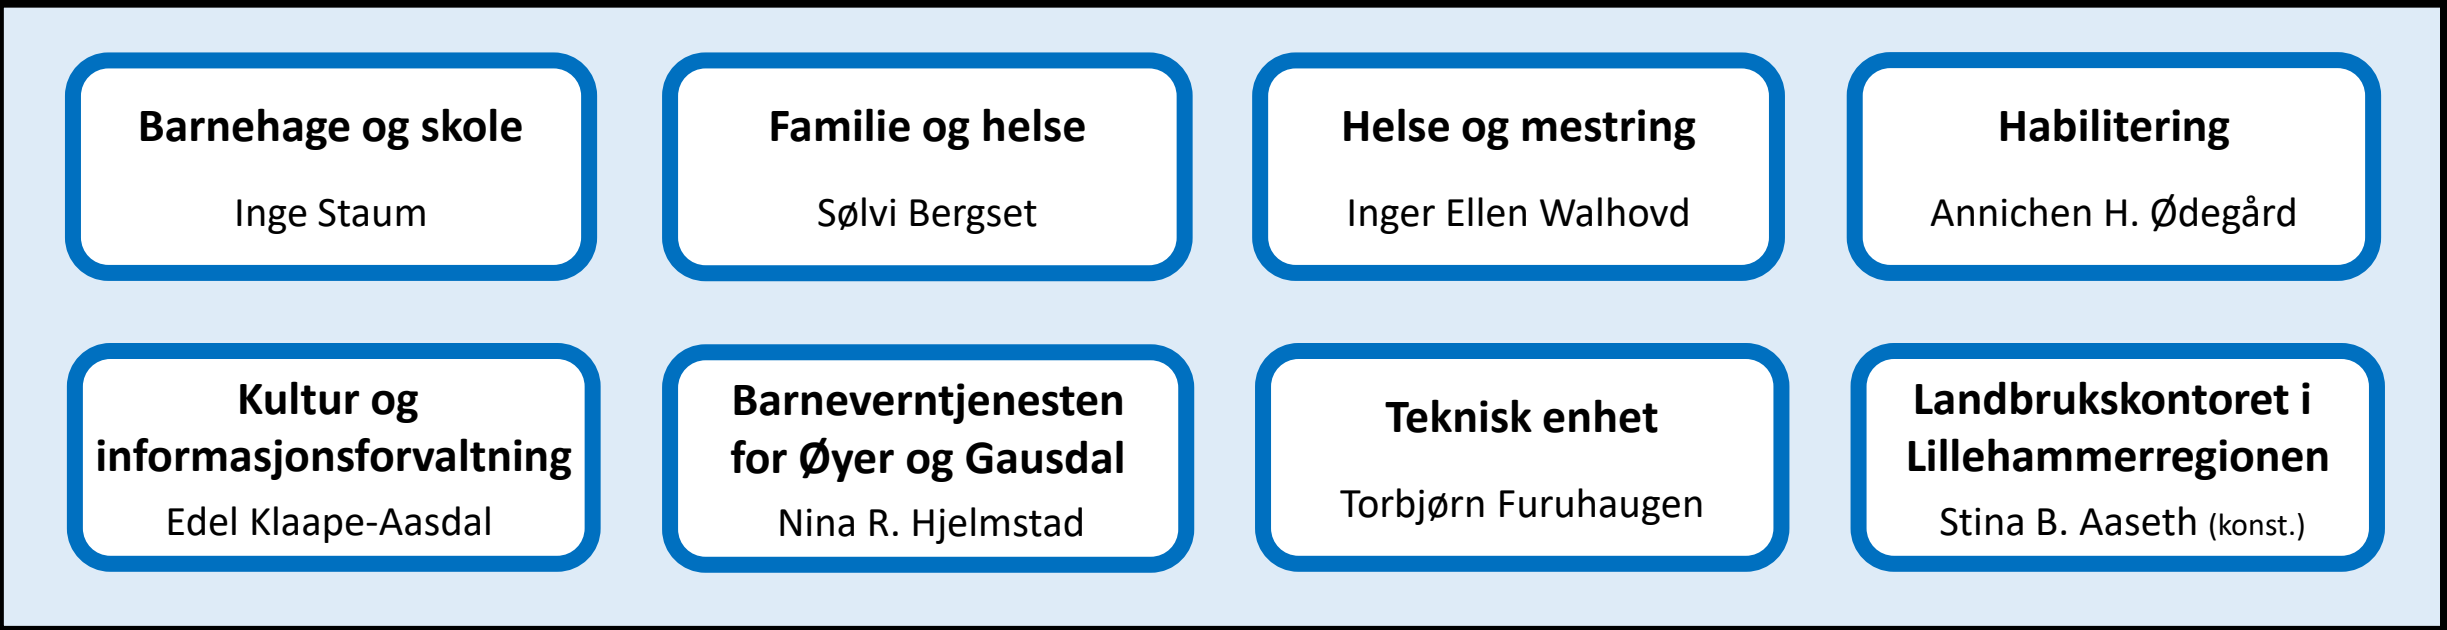 Barnehage og skole
Inge Staum
Familie og helse
Sølvi Bergset
Helse og mestring
Inger Ellen Walhovd
Habilitering
Annichen H. Ødegård
Kultur og
informasjonsforvaltning
Edel Klaape-Aasdal
Barneverntjenesten
for Øyer og Gausdal
Nina R. Hjelmstad
Teknisk enhet
Torbjørn Furuhaugen
Landbrukskontoret i
Lillehammerregionen
Stina B. Aaseth (konst.)